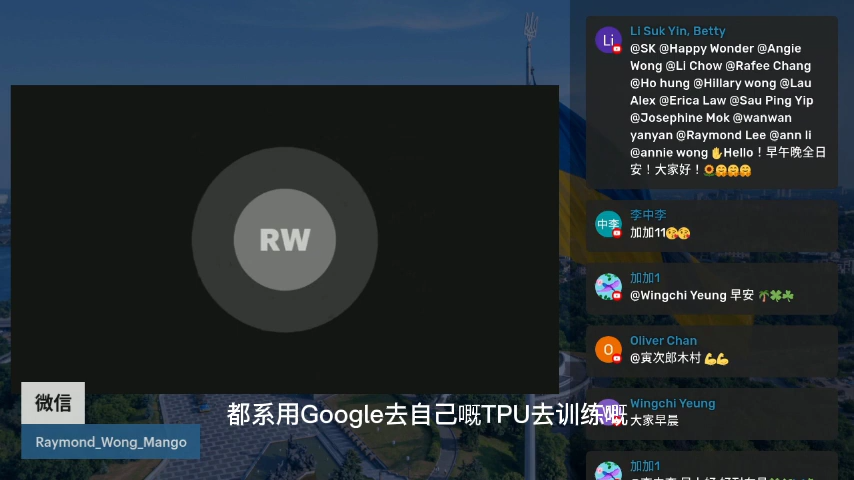 RW
微信
Raymond_Wong_Mango
都系用Google去自己嘅TPU去训练嘅
Li
Li Suk Yin, Betty
@SK @Happy Wonder @Angie
Wong @Li Chow @Rafee Chang
@Ho hung @Hillary wong @Lau
Alex @Erica Law @Sau Ping Yip
@Josephine Mok @wanwan
yanyan @Raymond Lee @ann li
@annie wong ✋Hello！早午晚全日
安！大家好！🌻🤗🤗🤗
中李
李中李
加加11😘😘
加加1
@Wingchi Yeung 早安 🌴🍀☘️
O
Oliver Chan
@寅次郎木村 💪💪
Wingchi Yeung
大家早晨
加加1